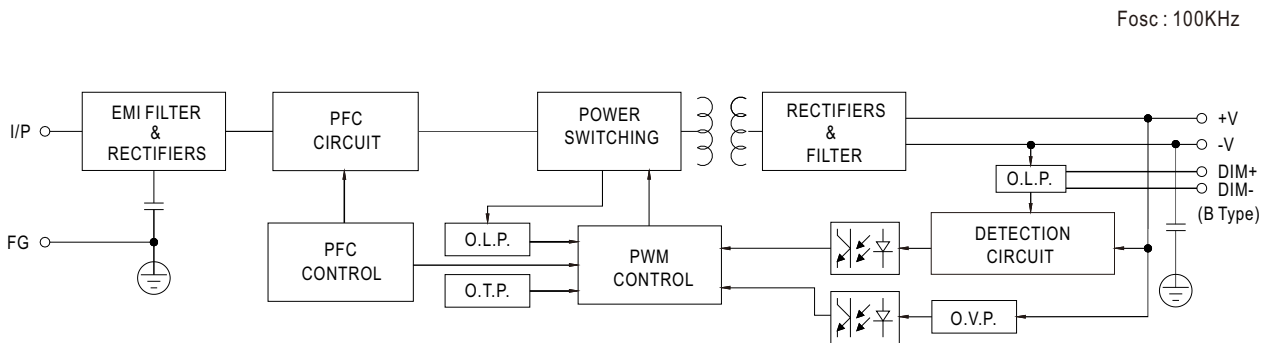 Fosc : 100KHz
I/P
EMI FILTER
&
RECTIFIERS
PFC
CIRCUIT
POWER
SWITCHING
RECTIFIERS
&
FILTER
+V
-V
O.L.P.
DIM+
DIM-
(B Type)
FG
PFC
CONTROL
O.L.P.
O.T.P.
PWM
CONTROL
DETECTION
CIRCUIT
O.V.P.